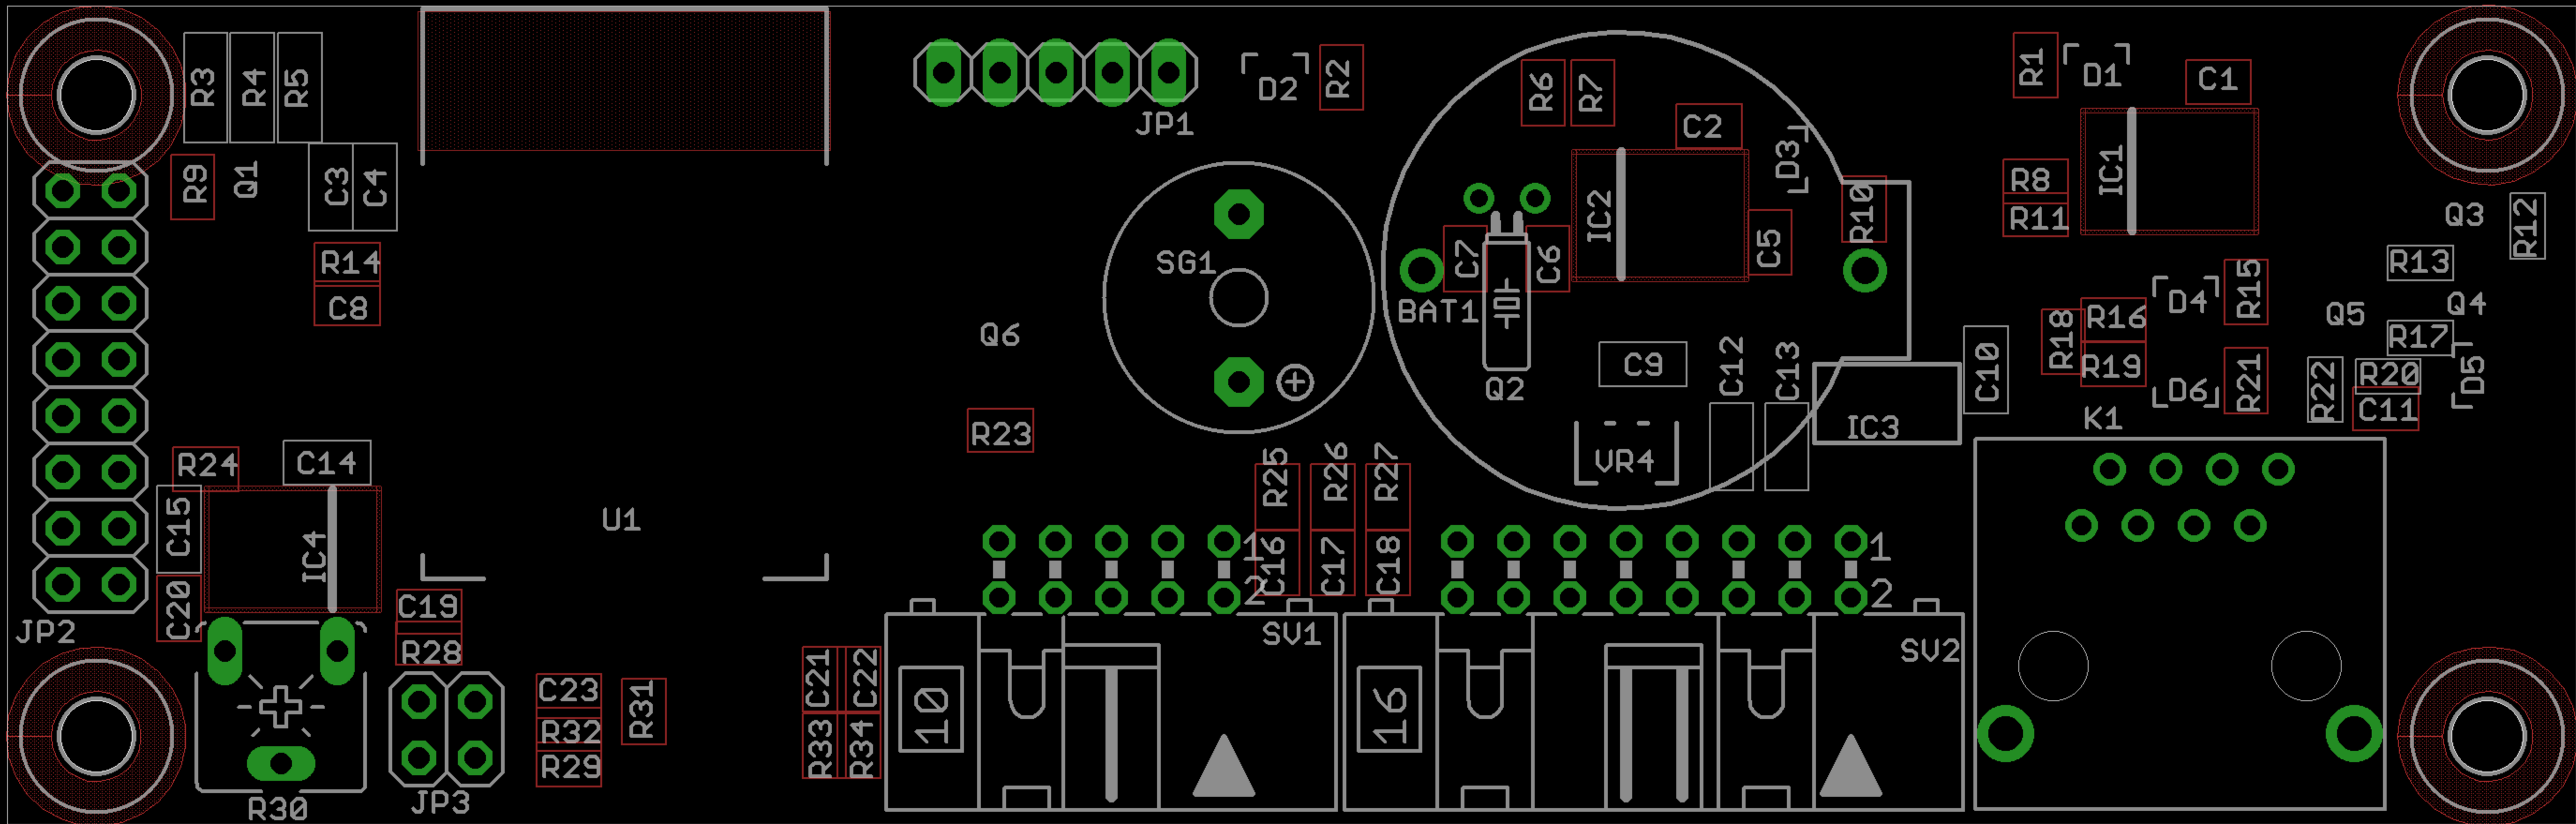 R3
R4
R5
JP1
D2
R2
R6
R7
C2
D3
R1
D1
C1
R9
Q1
C3
C4
IC2
R10
R8
R11
IC1
Q3
R12
R14
C8
SG1
C7
C6
C5
BAT1
R13
D4
R15
Q4
Q5
Q6
R16
R18
R19
R17
Q2
C9
C12
C13
C10
D6
R21
R22
R20
C11
D5
R23
IC3
K1
R24
C14
R25
R26
R27
VR4
C15
IC4
U1
1
2
C16
C17
C18
1
2
C20
C19
JP2
R28
SV1
SV2
C21
C22
C23
R31
R32
R29
R33
R34
10
16
R30
JP3